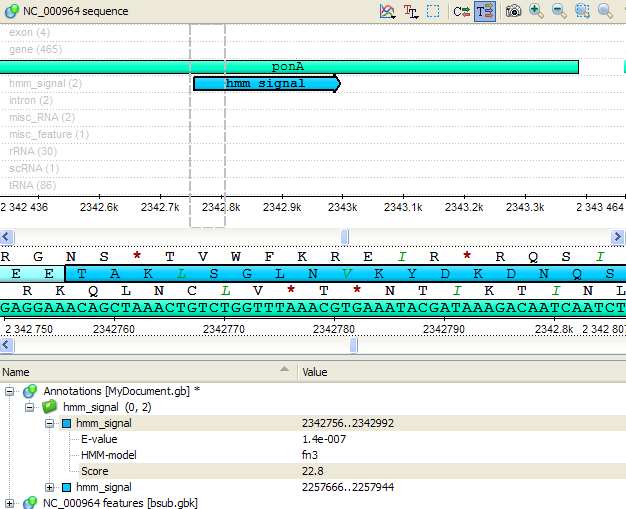 NC_000964 sequence
exon (4)
gene (465)
ponA
hmm_signal (2)
hmm signal
intron (2)
misc_RNA (2)
misc_feature (1)
rRNA (30)
scRNA (1)
tRNA (86)
2 342 436 2342.6k 2342.7k 2342.8k 2342.9k 2343k 2343.1k 2343.2k 2343.3k 2 343 464
R G N S * T V W F K R E I R * R Q S I
E E T A K L S G L N V K Y D K D N Q S
R K Q L N C L V * T * N T I K T I N L
GAGGAAACAGCTAAACTGTCTGGTTTAAACGTGAAATACGATAAAGACAATCAATCT
2 342 750 2342760 2342770 2342780 2342790 2342.8k 2 342 807
Name Value
Annotations [MyDocument.gb] *
hmm_signal (0, 2)
hmm_signal 2342756..2342992
E-value 1.4e-007
HMM-model fn3
Score 22.8
hmm_signal 2257666..2257944
NC_000964 features [bsub.gbk]